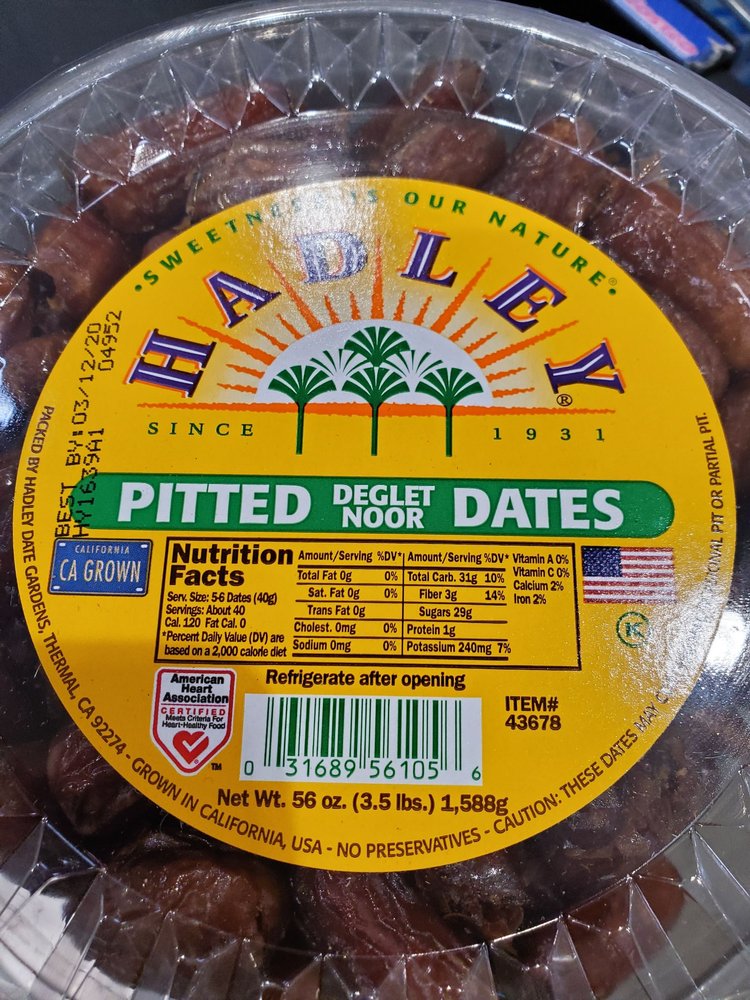 •SWEETNESS IS OUR NATURE®•
HADLEY®
SINCE 1931
BEST BY:03/12/20
HY1639A1 04952
PITTED DEGLET NOOR DATES
CALIFORNIA
CA GROWN
Nutrition Facts
Serv. Size: 5-6 Dates (40g)
Servings: About 40
Cal. 120 Fat Cal. 0
*Percent Daily Value (DV) are
based on a 2,000 calorie diet
Amount/Serving %DV*
Total Fat 0g 0%
Sat. Fat 0g 0%
Trans Fat 0g
Cholest. 0mg 0%
Sodium 0mg 0%
Amount/Serving %DV*
Total Carb. 31g 10%
Fiber 3g 14%
Sugars 29g
Protein 1g
Potassium 240mg 7%
Vitamin A 0%
Vitamin C 0%
Calcium 2%
Iron 2%
K
Refrigerate after opening
American
Heart
Association
CERTIFIED
Meets Criteria For
Heart-Healthy Food
TM
ITEM#
43678
0 31689 56105 6
Net Wt. 56 oz. (3.5 lbs.) 1,588g
PACKED BY HADLEY DATE GARDENS, THERMAL, CA 92274 - GROWN IN CALIFORNIA, USA - NO PRESERVATIVES - CAUTION: THESE DATES MAY PIT OR PARTIAL PIT.